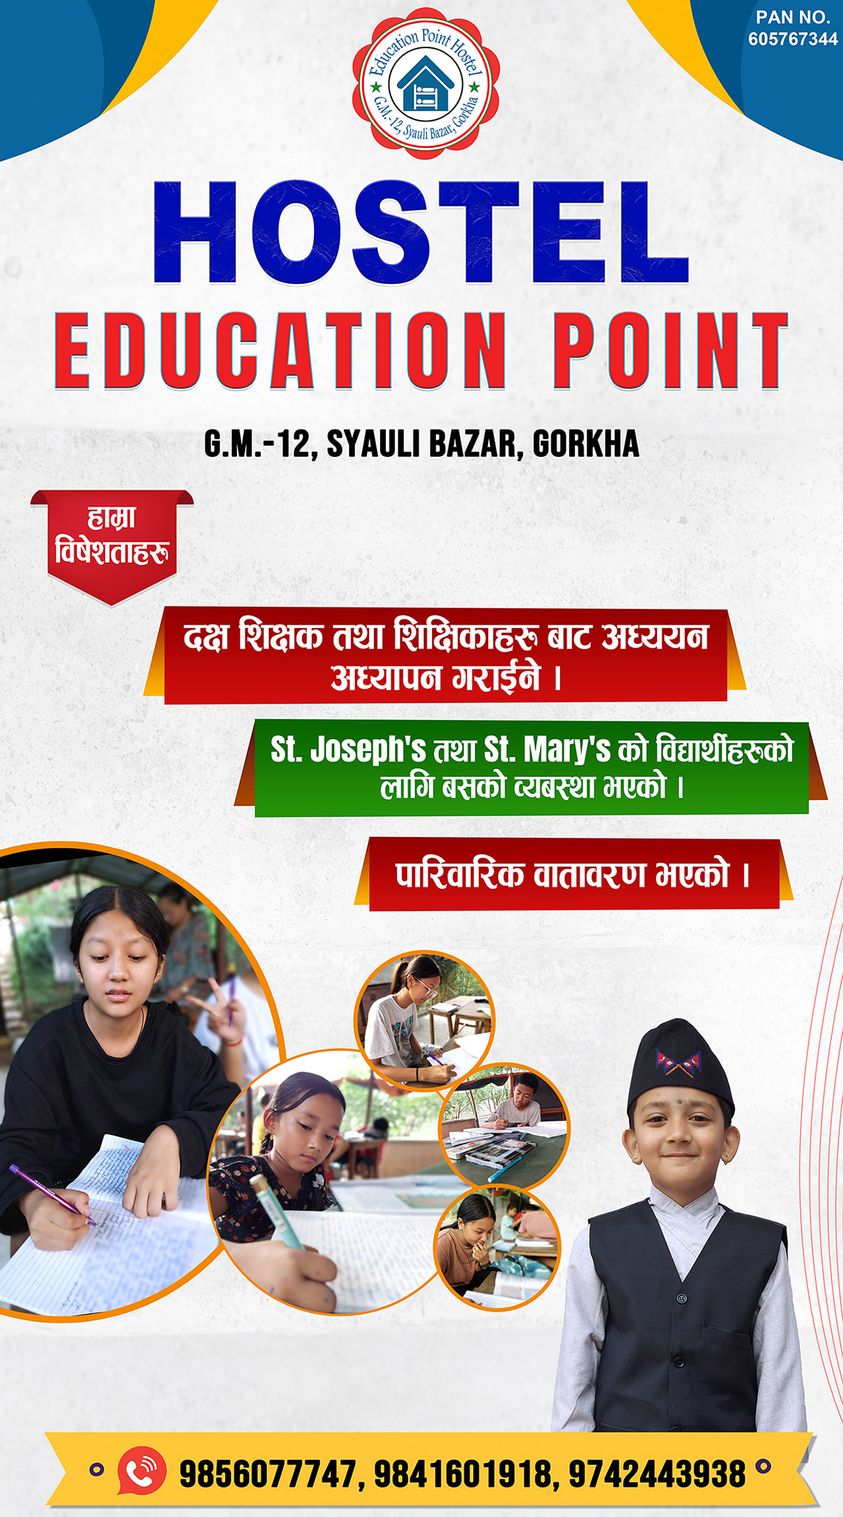 PAN NO.
605767344
Education Point Hostel
G.M.-12, Syauli Bazar, Gorkha
HOSTEL
EDUCATION POINT
G.M.-12, SYAULI BAZAR, GORKHA
हाम्रा
विषेशताहरु
दक्ष शिक्षक तथा शिक्षिकाहरु बाट अध्ययन
अध्यापन गराईने ।
St. Joseph's तथा St. Mary's को विद्यार्थीहरुको
लागि बसको व्यबस्था भएको ।
पारिवारिक वातावरण भएको ।
9856077747, 9841601918, 9742443938